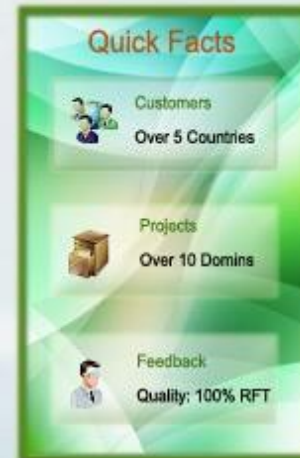 Quick Facts
Customers
Over 5 Countries
Projects
Over 10 Domins
Feedback
Quality: 100% RFT